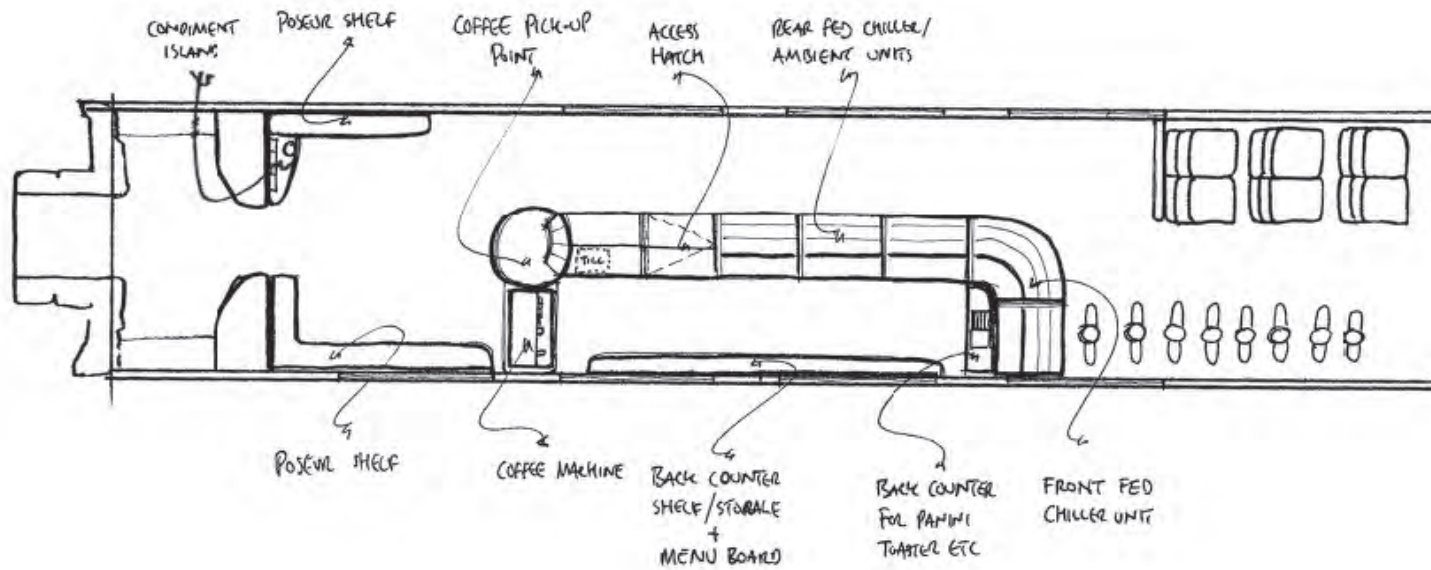 CONDIMENT
ISLAND
POSEUR SHELF
COFFEE PICK-UP
POINT
ACCESS
HATCH
REAR FED CHILLER/
AMBIENT UNITS
TILL
POSEUR SHELF
COFFEE MACHINE
BACK COUNTER
SHELF/STORAGE
+
MENU BOARD
BACK COUNTER
FOR PANINI
TOASTER ETC
FRONT FED
CHILLER UNIT